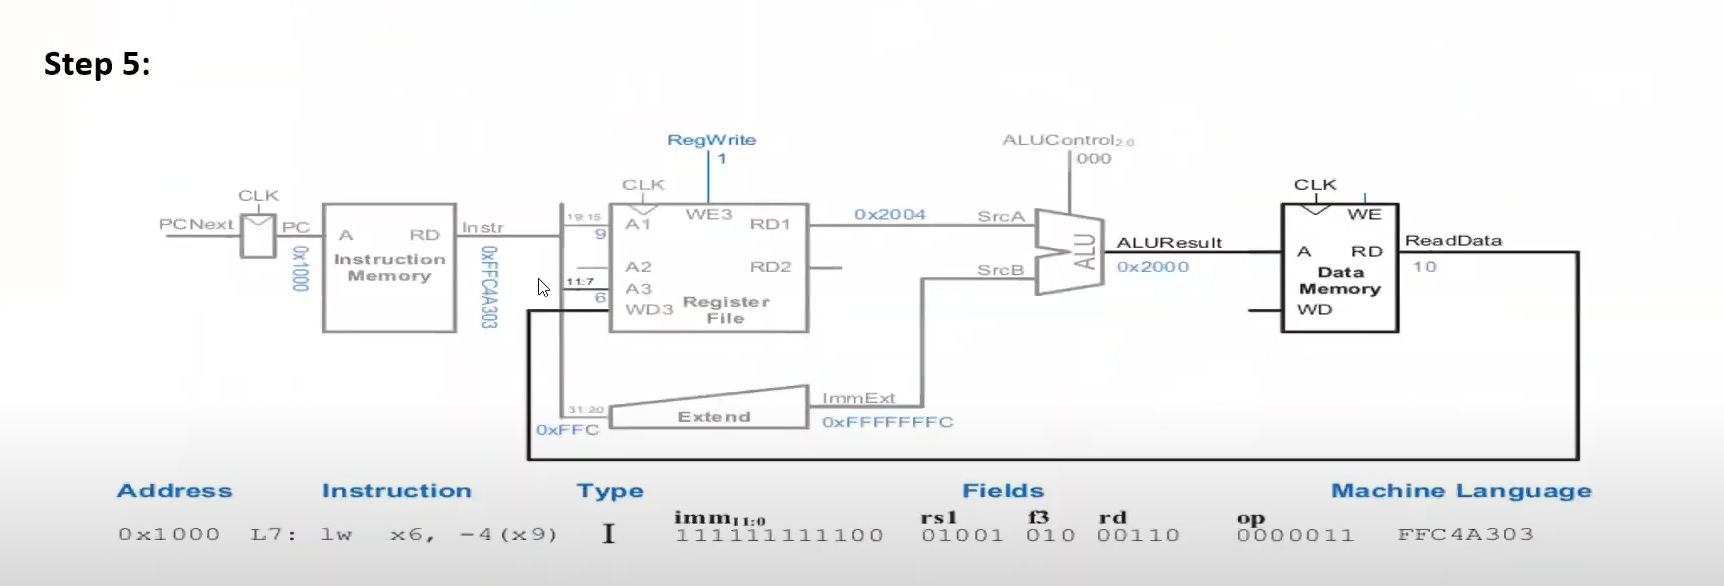 Step 5:
RegWrite
1
ALUControl2:0
000
CLK
CLK
CLK
PCNext
PC
0x1000
A
RD
Instruction
Memory
Instr
0xFFC4A303
19:15
9
11:7
6
A1
WE3
RD1
A2
RD2
A3
WD3
Register
File
0x2004
SrcA
SrcB
ALU
ALUResult
0x2000
WE
A
RD
Data
Memory
WD
ReadData
10
31:20
0xFFC
Extend
ImmExt
0xFFFFFFFC
Address Instruction Type Fields Machine Language
imm11:0 rs1 f3 rd op
0x1000 L7: lw x6, -4(x9) I 111111111100 01001 010 00110 0000011 FFC4A303